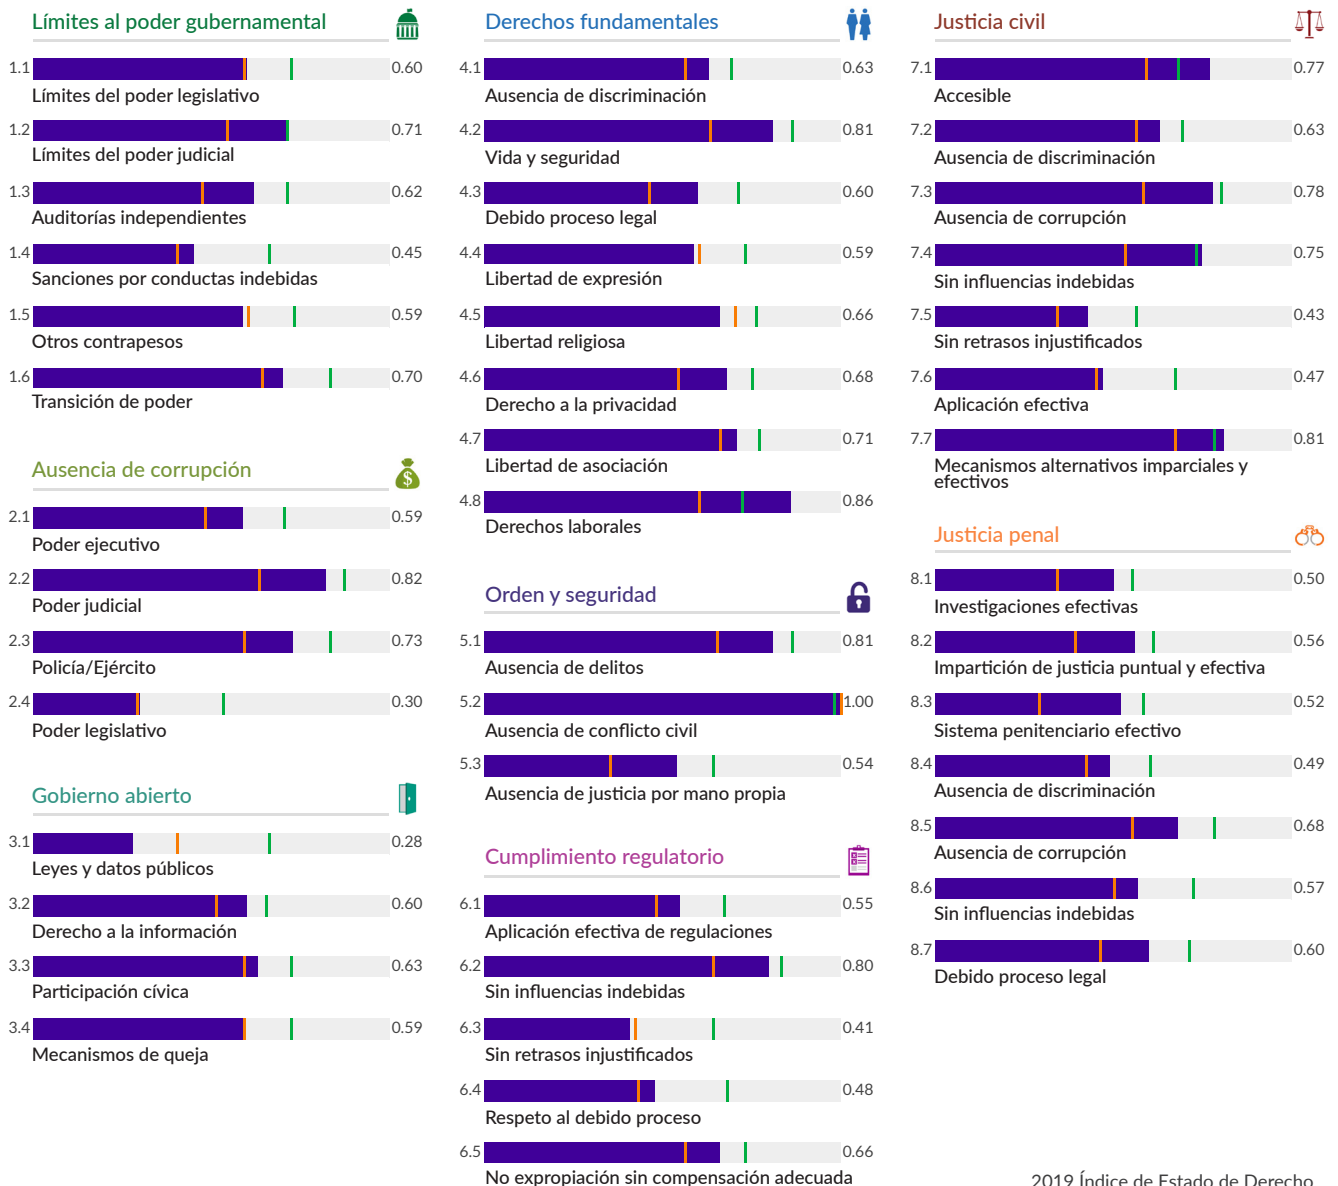 Límites al poder gubernamental
1.1 0.60
Límites del poder legislativo
1.2 0.71
Límites del poder judicial
1.3 0.62
Auditorías independientes
1.4 0.45
Sanciones por conductas indebidas
1.5 0.59
Otros contrapesos
1.6 0.70
Transición de poder
Ausencia de corrupción
$
2.1 0.59
Poder ejecutivo
2.2 0.82
Poder judicial
2.3 0.73
Policía/Ejército
2.4 0.30
Poder legislativo
Gobierno abierto
3.1 0.28
Leyes y datos públicos
3.2 0.60
Derecho a la información
3.3 0.63
Participación cívica
3.4 0.59
Mecanismos de queja
Derechos fundamentales
4.1 0.63
Ausencia de discriminación
4.2 0.81
Vida y seguridad
4.3 0.60
Debido proceso legal
4.4 0.59
Libertad de expresión
4.5 0.66
Libertad religiosa
4.6 0.68
Derecho a la privacidad
4.7 0.71
Libertad de asociación
4.8 0.86
Derechos laborales
Orden y seguridad
5.1 0.81
Ausencia de delitos
5.2 1.00
Ausencia de conflicto civil
5.3 0.54
Ausencia de justicia por mano propia
Cumplimiento regulatorio
6.1 0.55
Aplicación efectiva de regulaciones
6.2 0.80
Sin influencias indebidas
6.3 0.41
Sin retrasos injustificados
6.4 0.48
Respeto al debido proceso
6.5 0.66
No expropiación sin compensación adecuada
Justicia civil
7.1 0.77
Accesible
7.2 0.63
Ausencia de discriminación
7.3 0.78
Ausencia de corrupción
7.4 0.75
Sin influencias indebidas
7.5 0.43
Sin retrasos injustificados
7.6 0.47
Aplicación efectiva
7.7 0.81
Mecanismos alternativos imparciales y
efectivos
Justicia penal
8.1 0.50
Investigaciones efectivas
8.2 0.56
Impartición de justicia puntual y efectiva
8.3 0.52
Sistema penitenciario efectivo
8.4 0.49
Ausencia de discriminación
8.5 0.68
Ausencia de corrupción
8.6 0.57
Sin influencias indebidas
8.7 0.60
Debido proceso legal
2019 Índice de Estado de Derecho